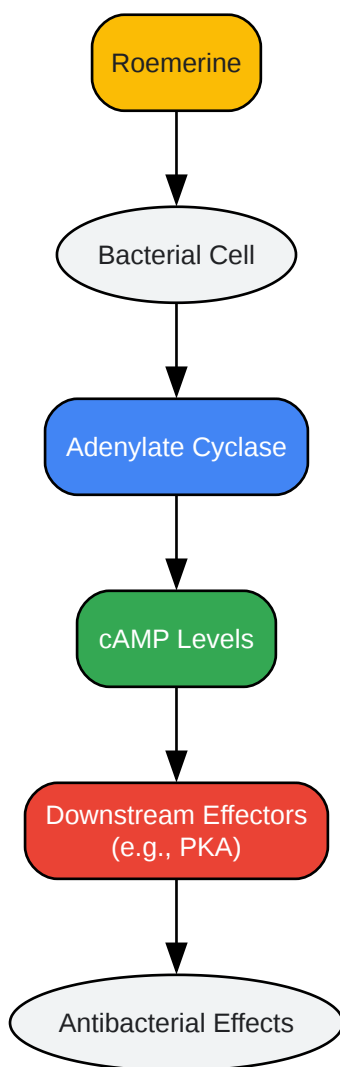 Roemerine
Bacterial Cell
Adenylate Cyclase
cAMP Levels
Downstream Effectors
(e.g., PKA)
Antibacterial Effects